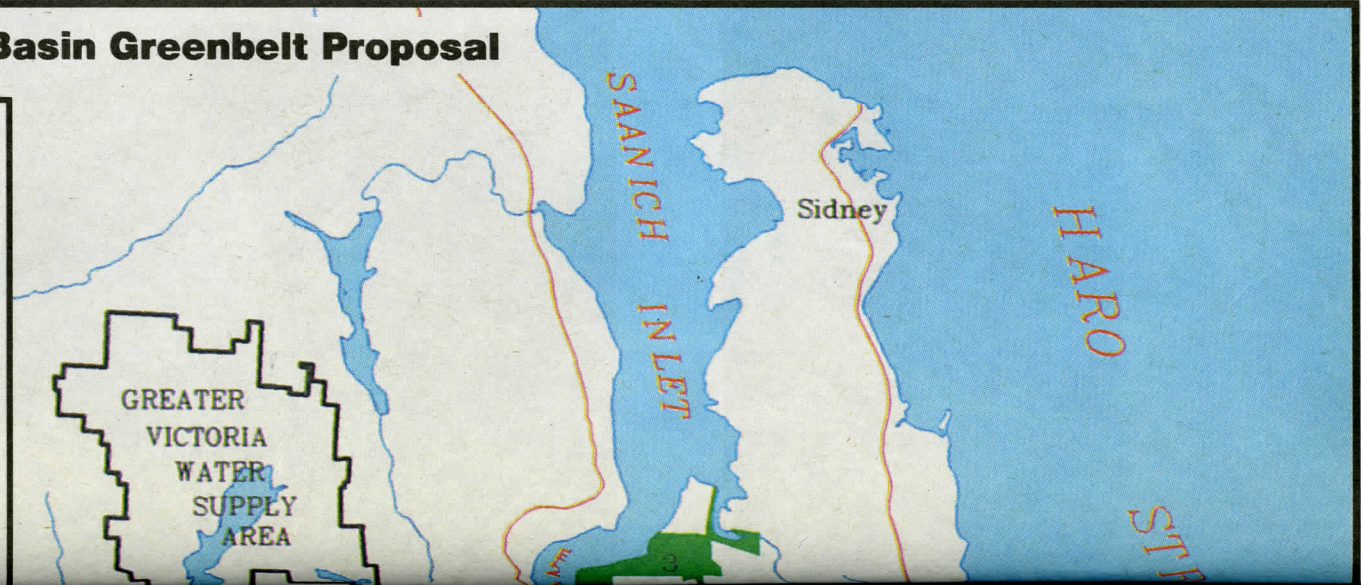 Basin Greenbelt Proposal
SAANICH INLET
Sidney
HARO
GREATER
VICTORIA
WATER
SUPPLY
AREA
3